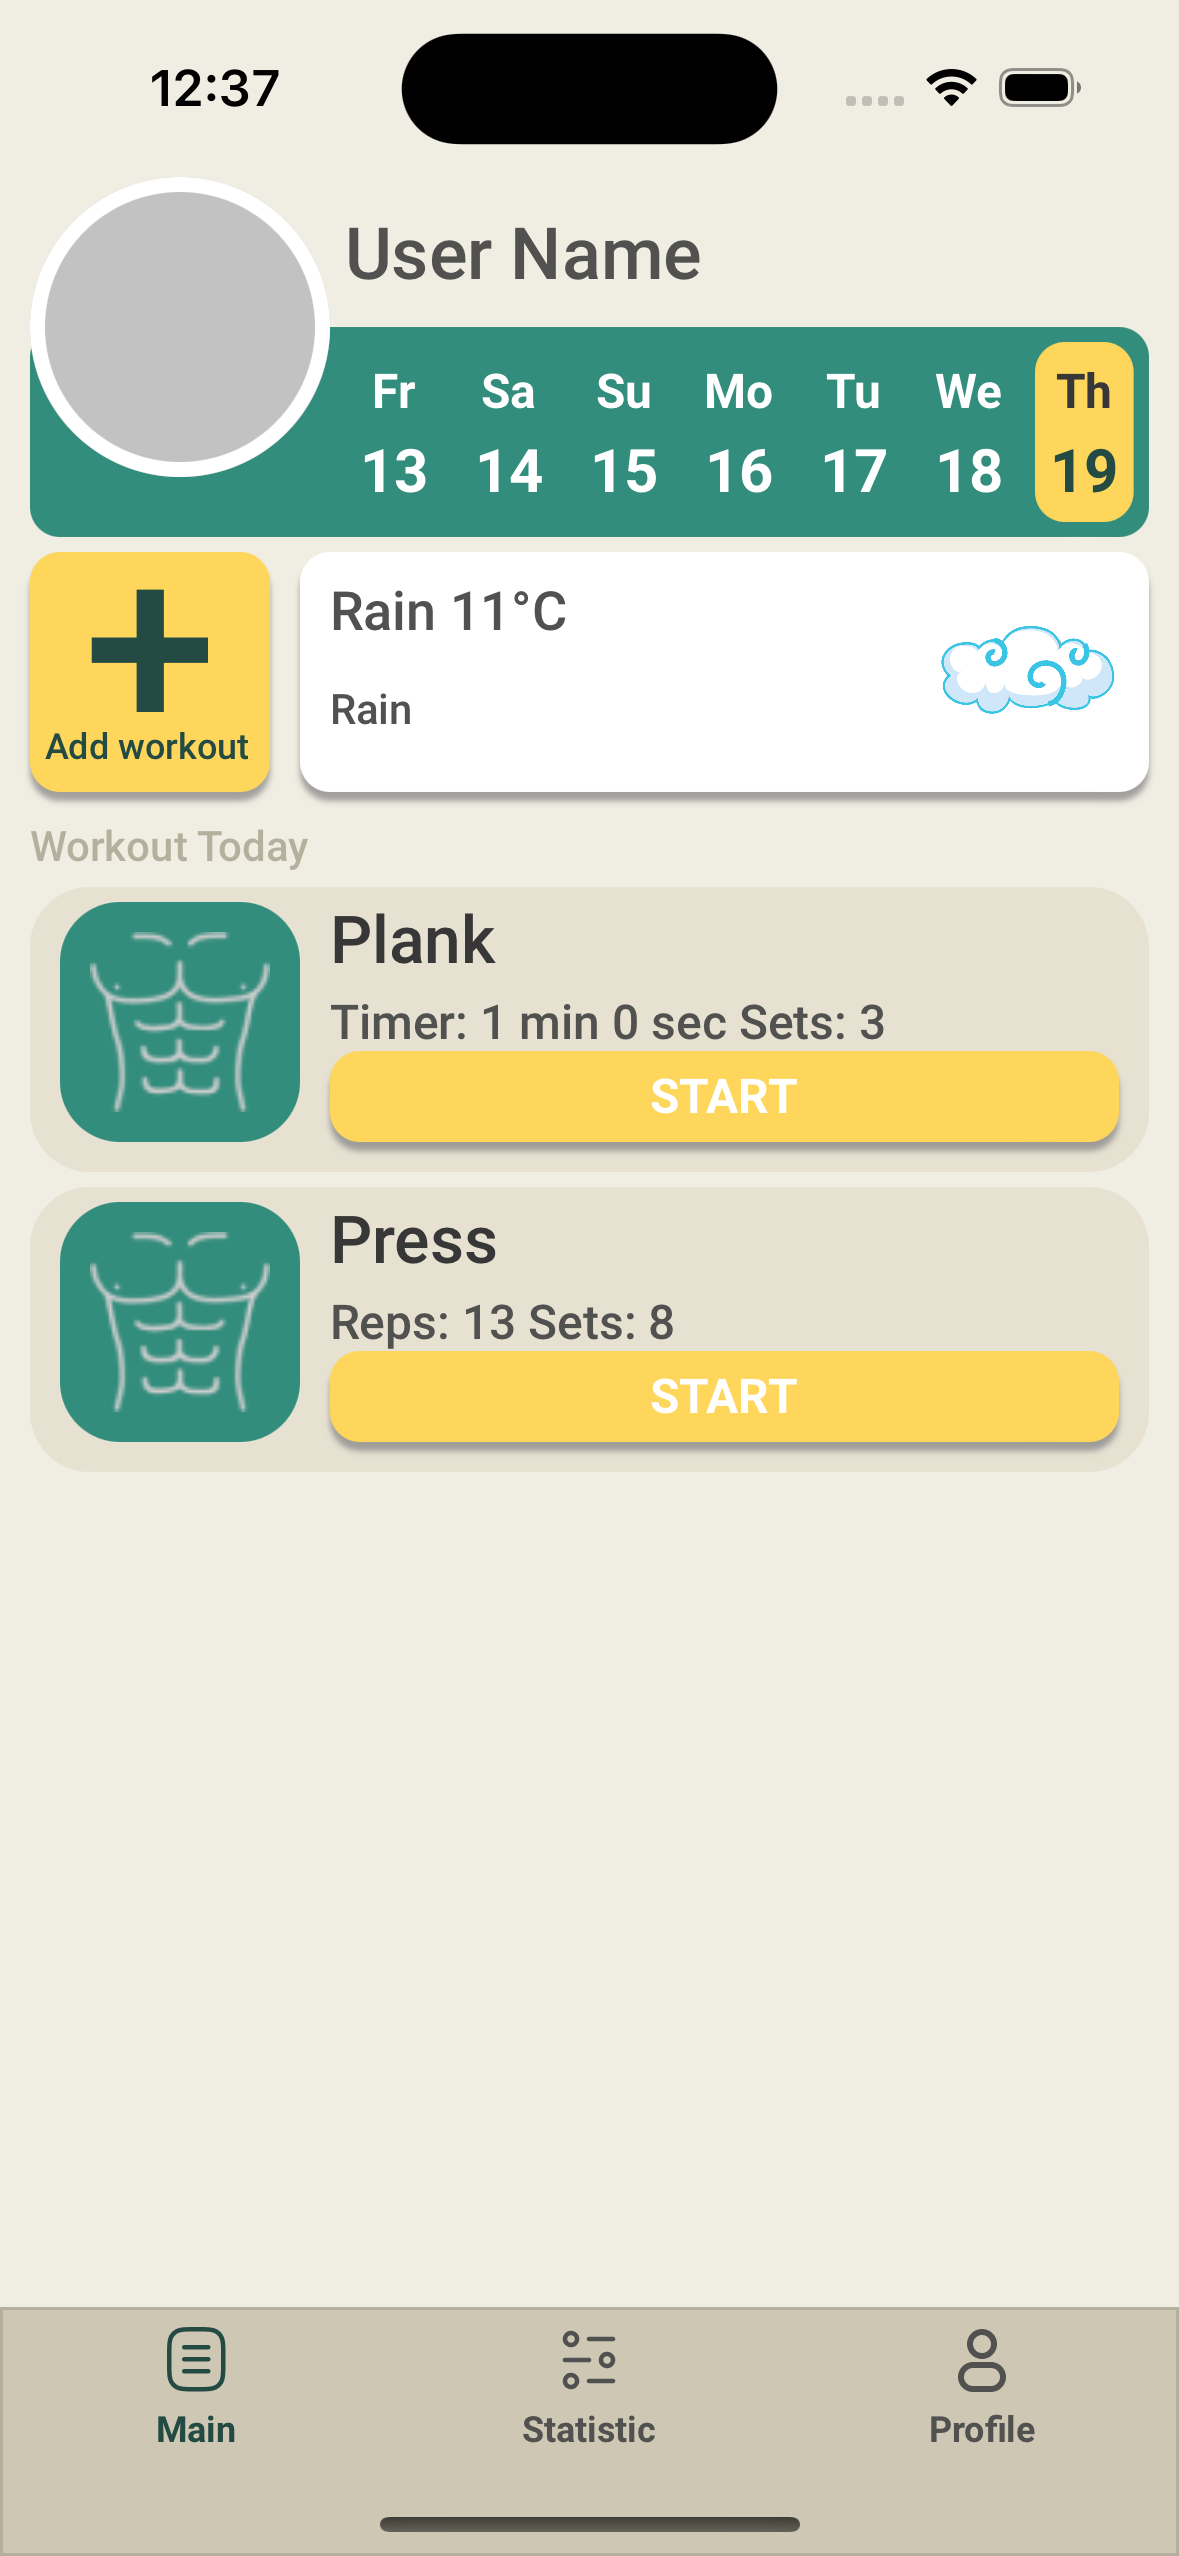 12:37
User Name
Fr Sa Su Mo Tu We Th
13 14 15 16 17 18 19
Add workout
Rain 11°C
Rain
Workout Today
Plank
Timer: 1 min 0 sec Sets: 3
START
Press
Reps: 13 Sets: 8
START
Main Statistic Profile